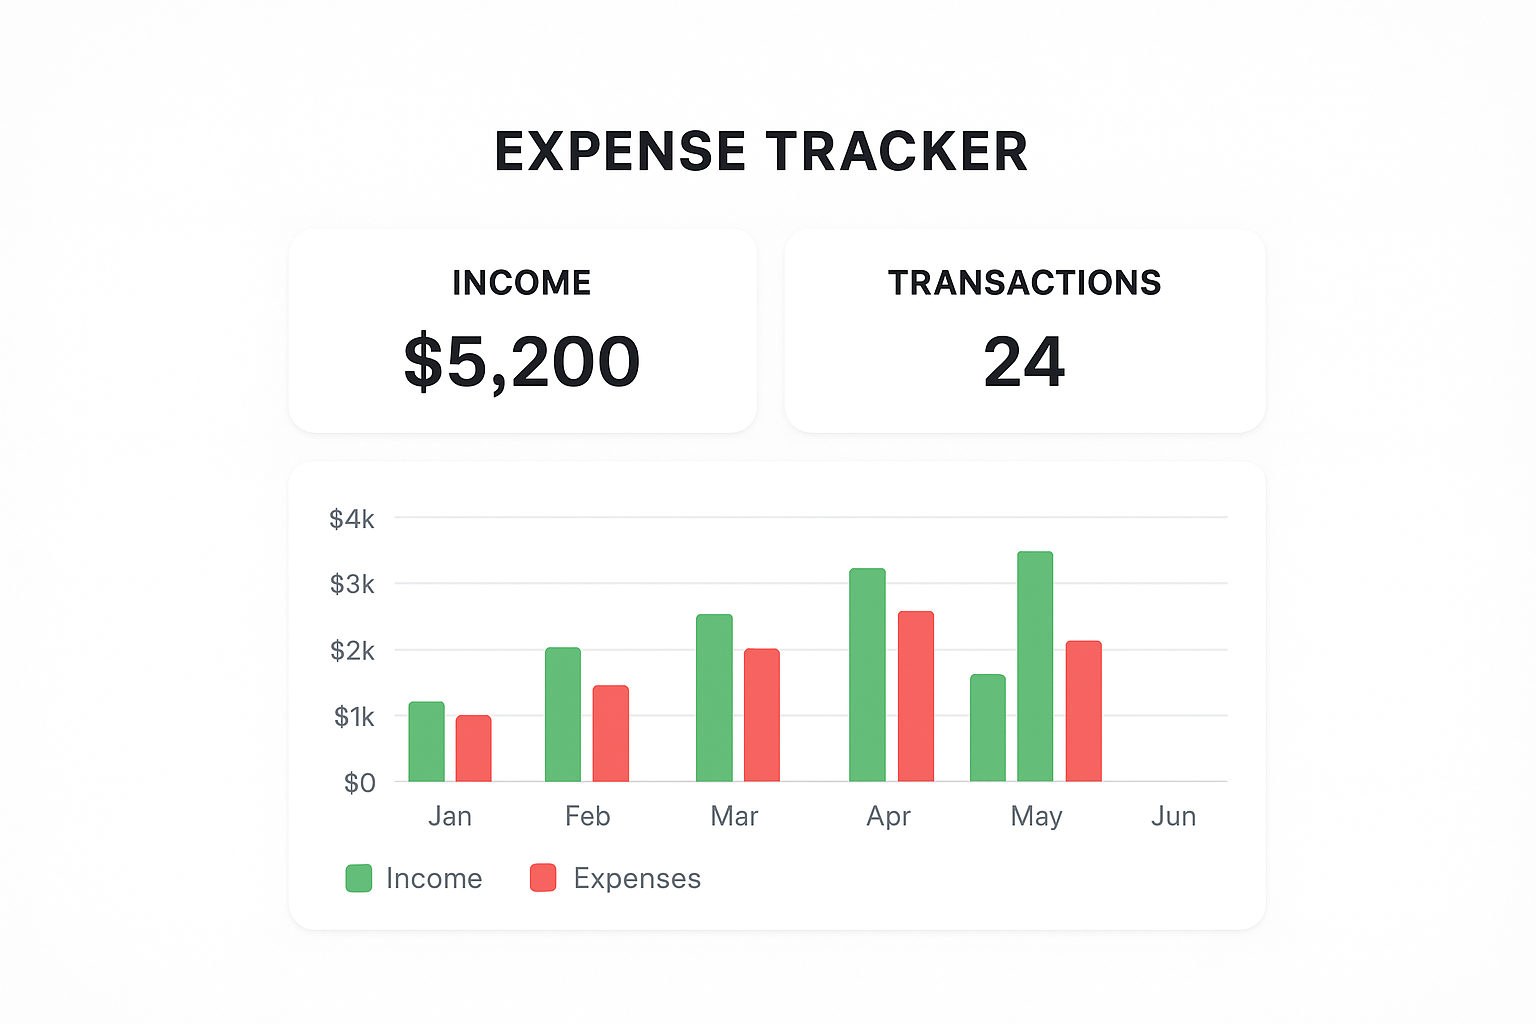 EXPENSE TRACKER
INCOME
$5,200
TRANSACTIONS
24
$4k
$3k
$2k
$1k
$0
Jan Feb Mar Apr May Jun
Income Expenses